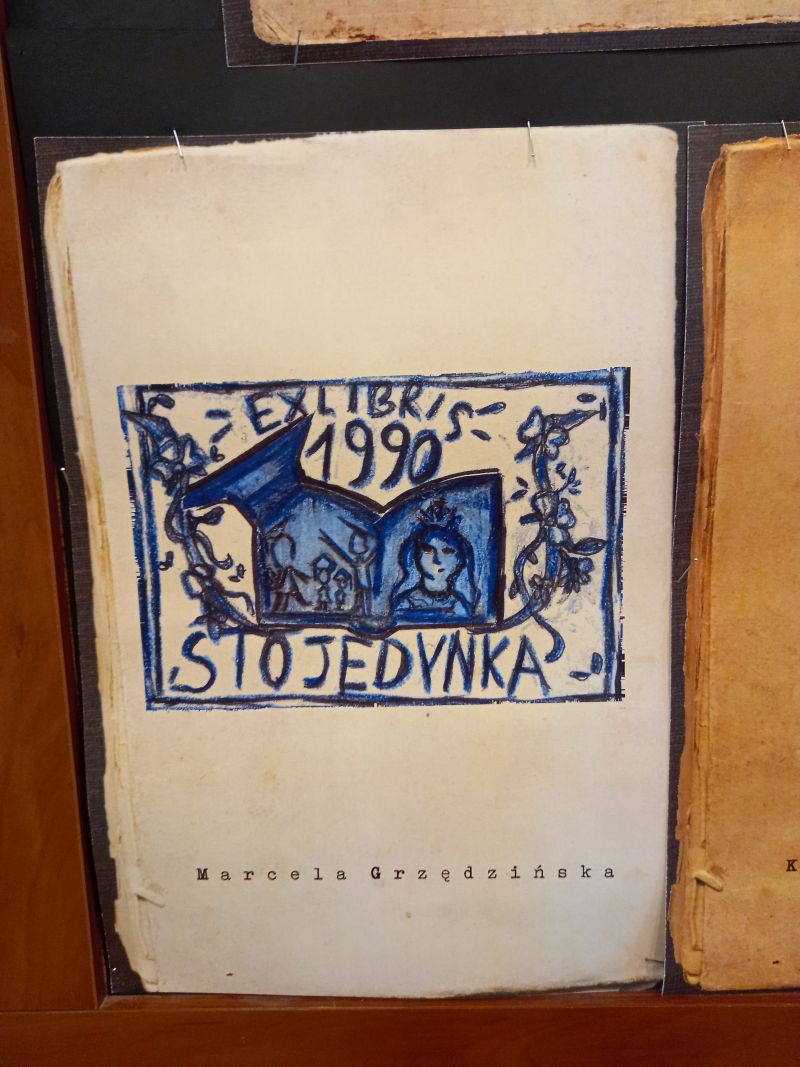 EXLIBRIS
1990
STOJEDYNKA
Marcela Grzędzińska
K